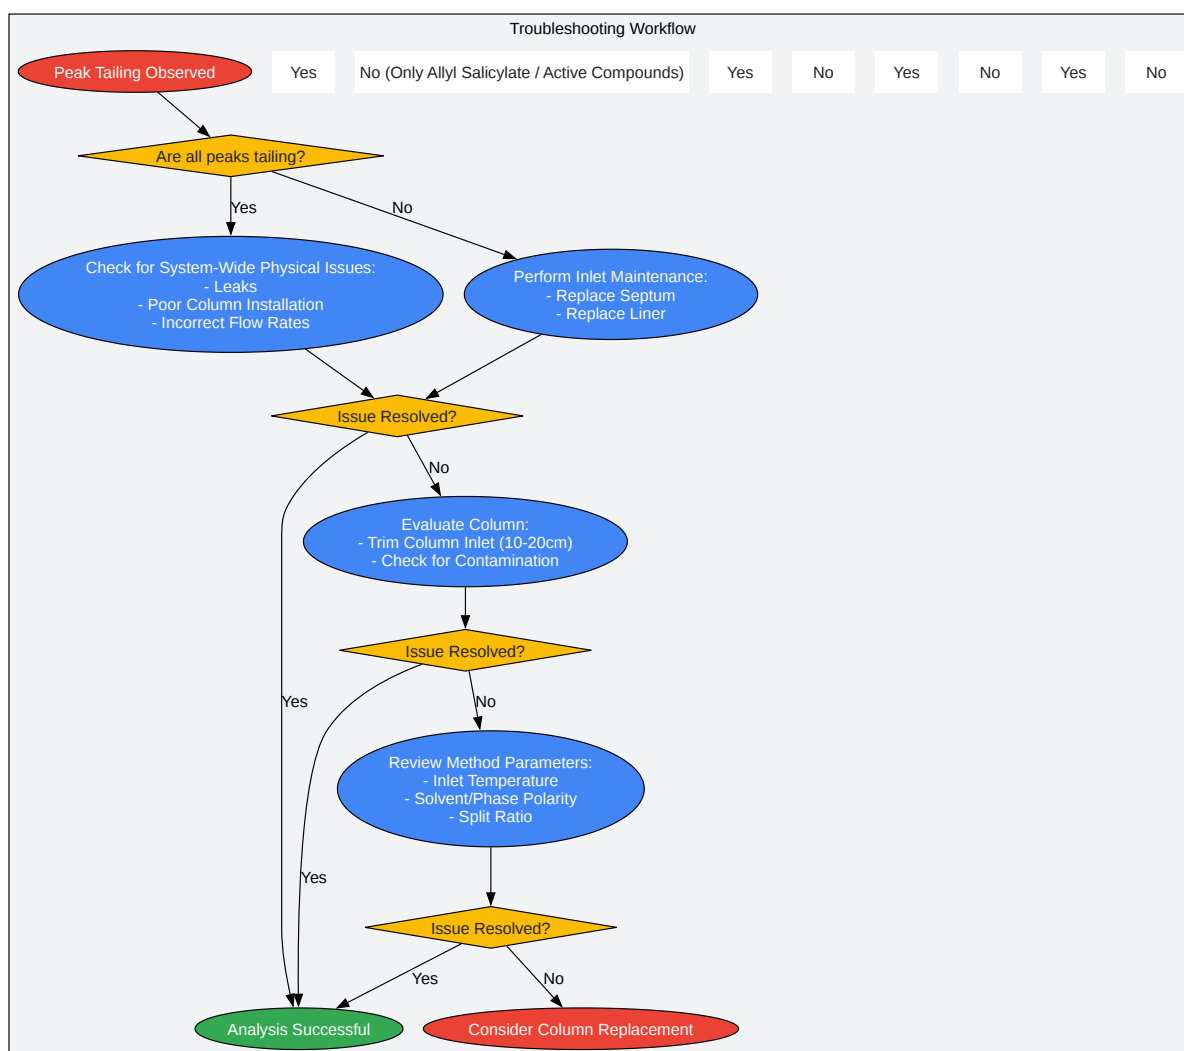 Troubleshooting Workflow
Peak Tailing Observed
Yes
No (Only Allyl Salicylate / Active Compounds)
Yes
No
Yes
No
Yes
No
Are all peaks tailing?
Yes
No
Check for System-Wide Physical Issues:
- Leaks
- Poor Column Installation
- Incorrect Flow Rates
Perform Inlet Maintenance:
- Replace Septum
- Replace Liner
Issue Resolved?
No
Evaluate Column:
- Trim Column Inlet (10-20cm)
- Check for Contamination
Issue Resolved?
Yes
No
Review Method Parameters:
- Inlet Temperature
- Solvent/Phase Polarity
- Split Ratio
Yes
Issue Resolved?
Yes
No
Analysis Successful
Consider Column Replacement